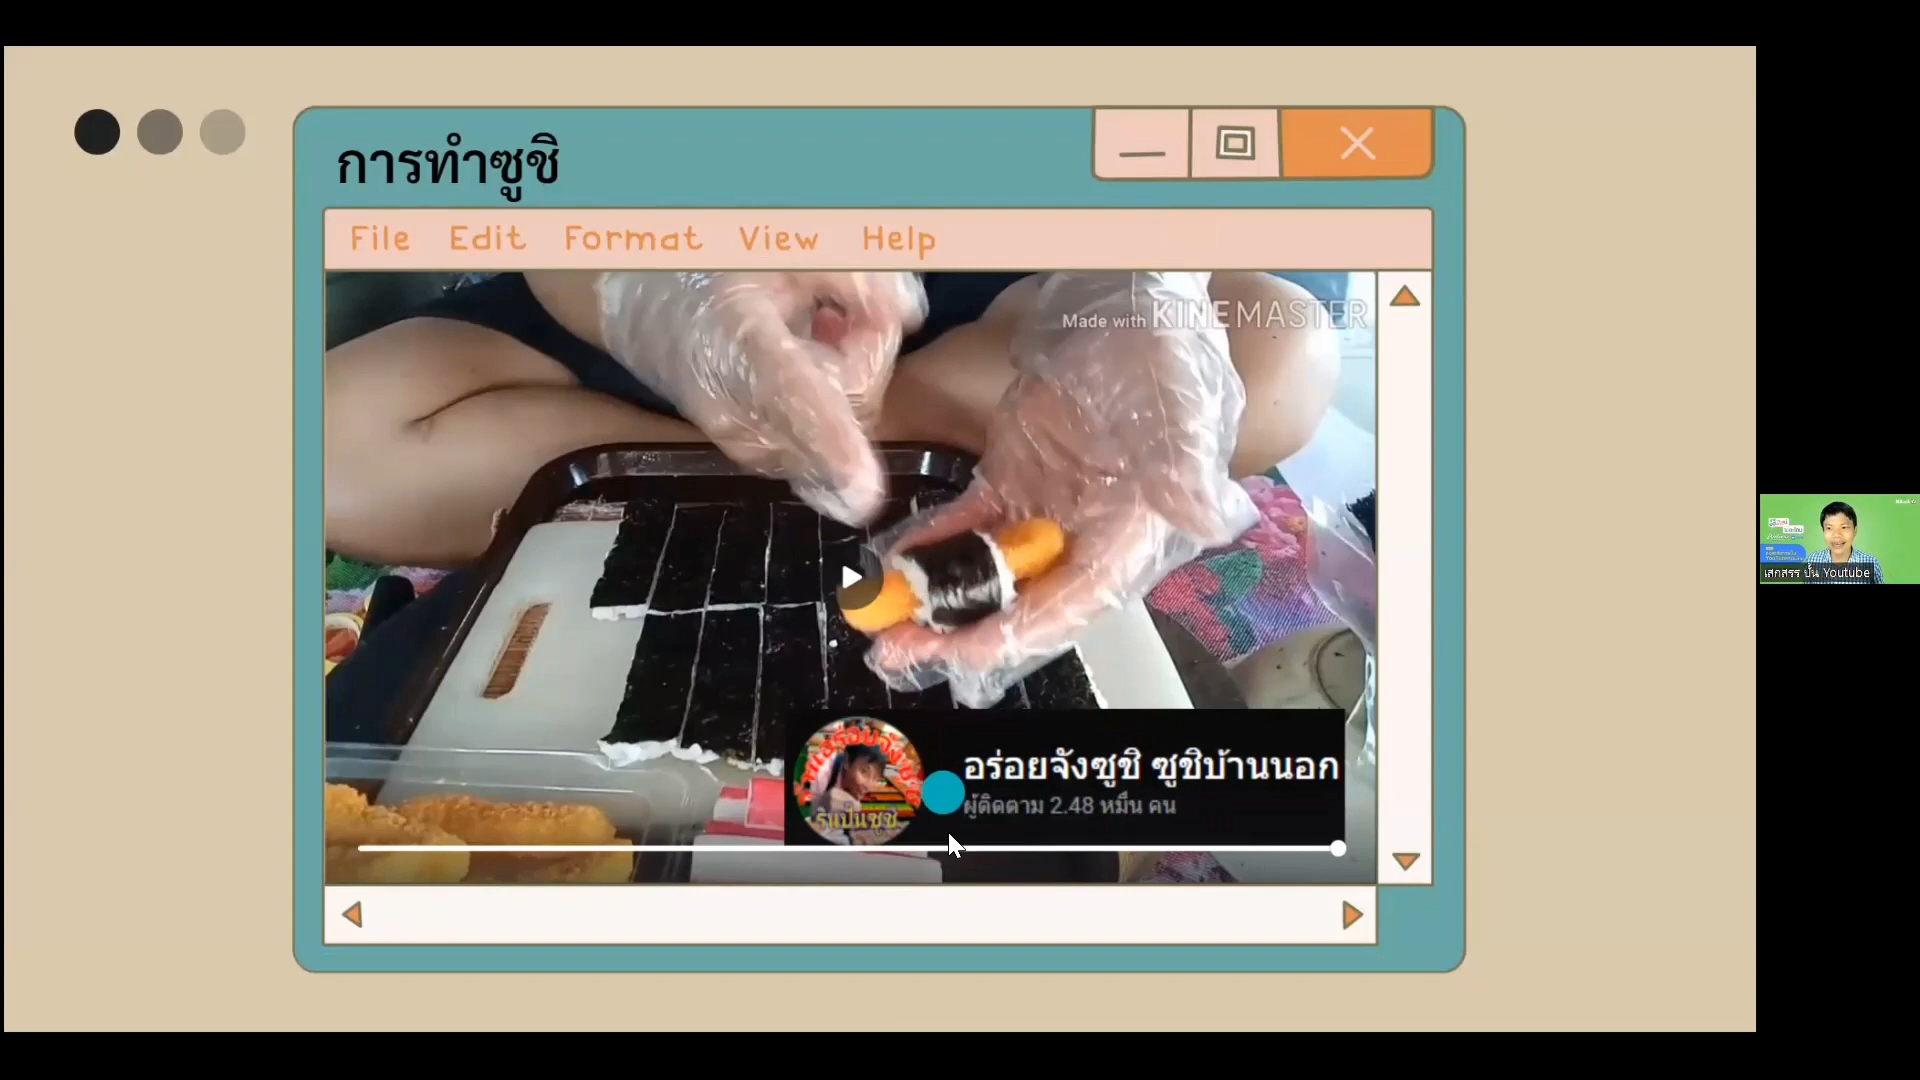 การทำซูชิ
File Edit Format View Help
Made with KINEMASTER
อร่อยจังซูชิ ซูชิบ้านนอก
ผู้ติดตาม 2.48 หมื่น คน
เสกสรร ปั้น Youtube